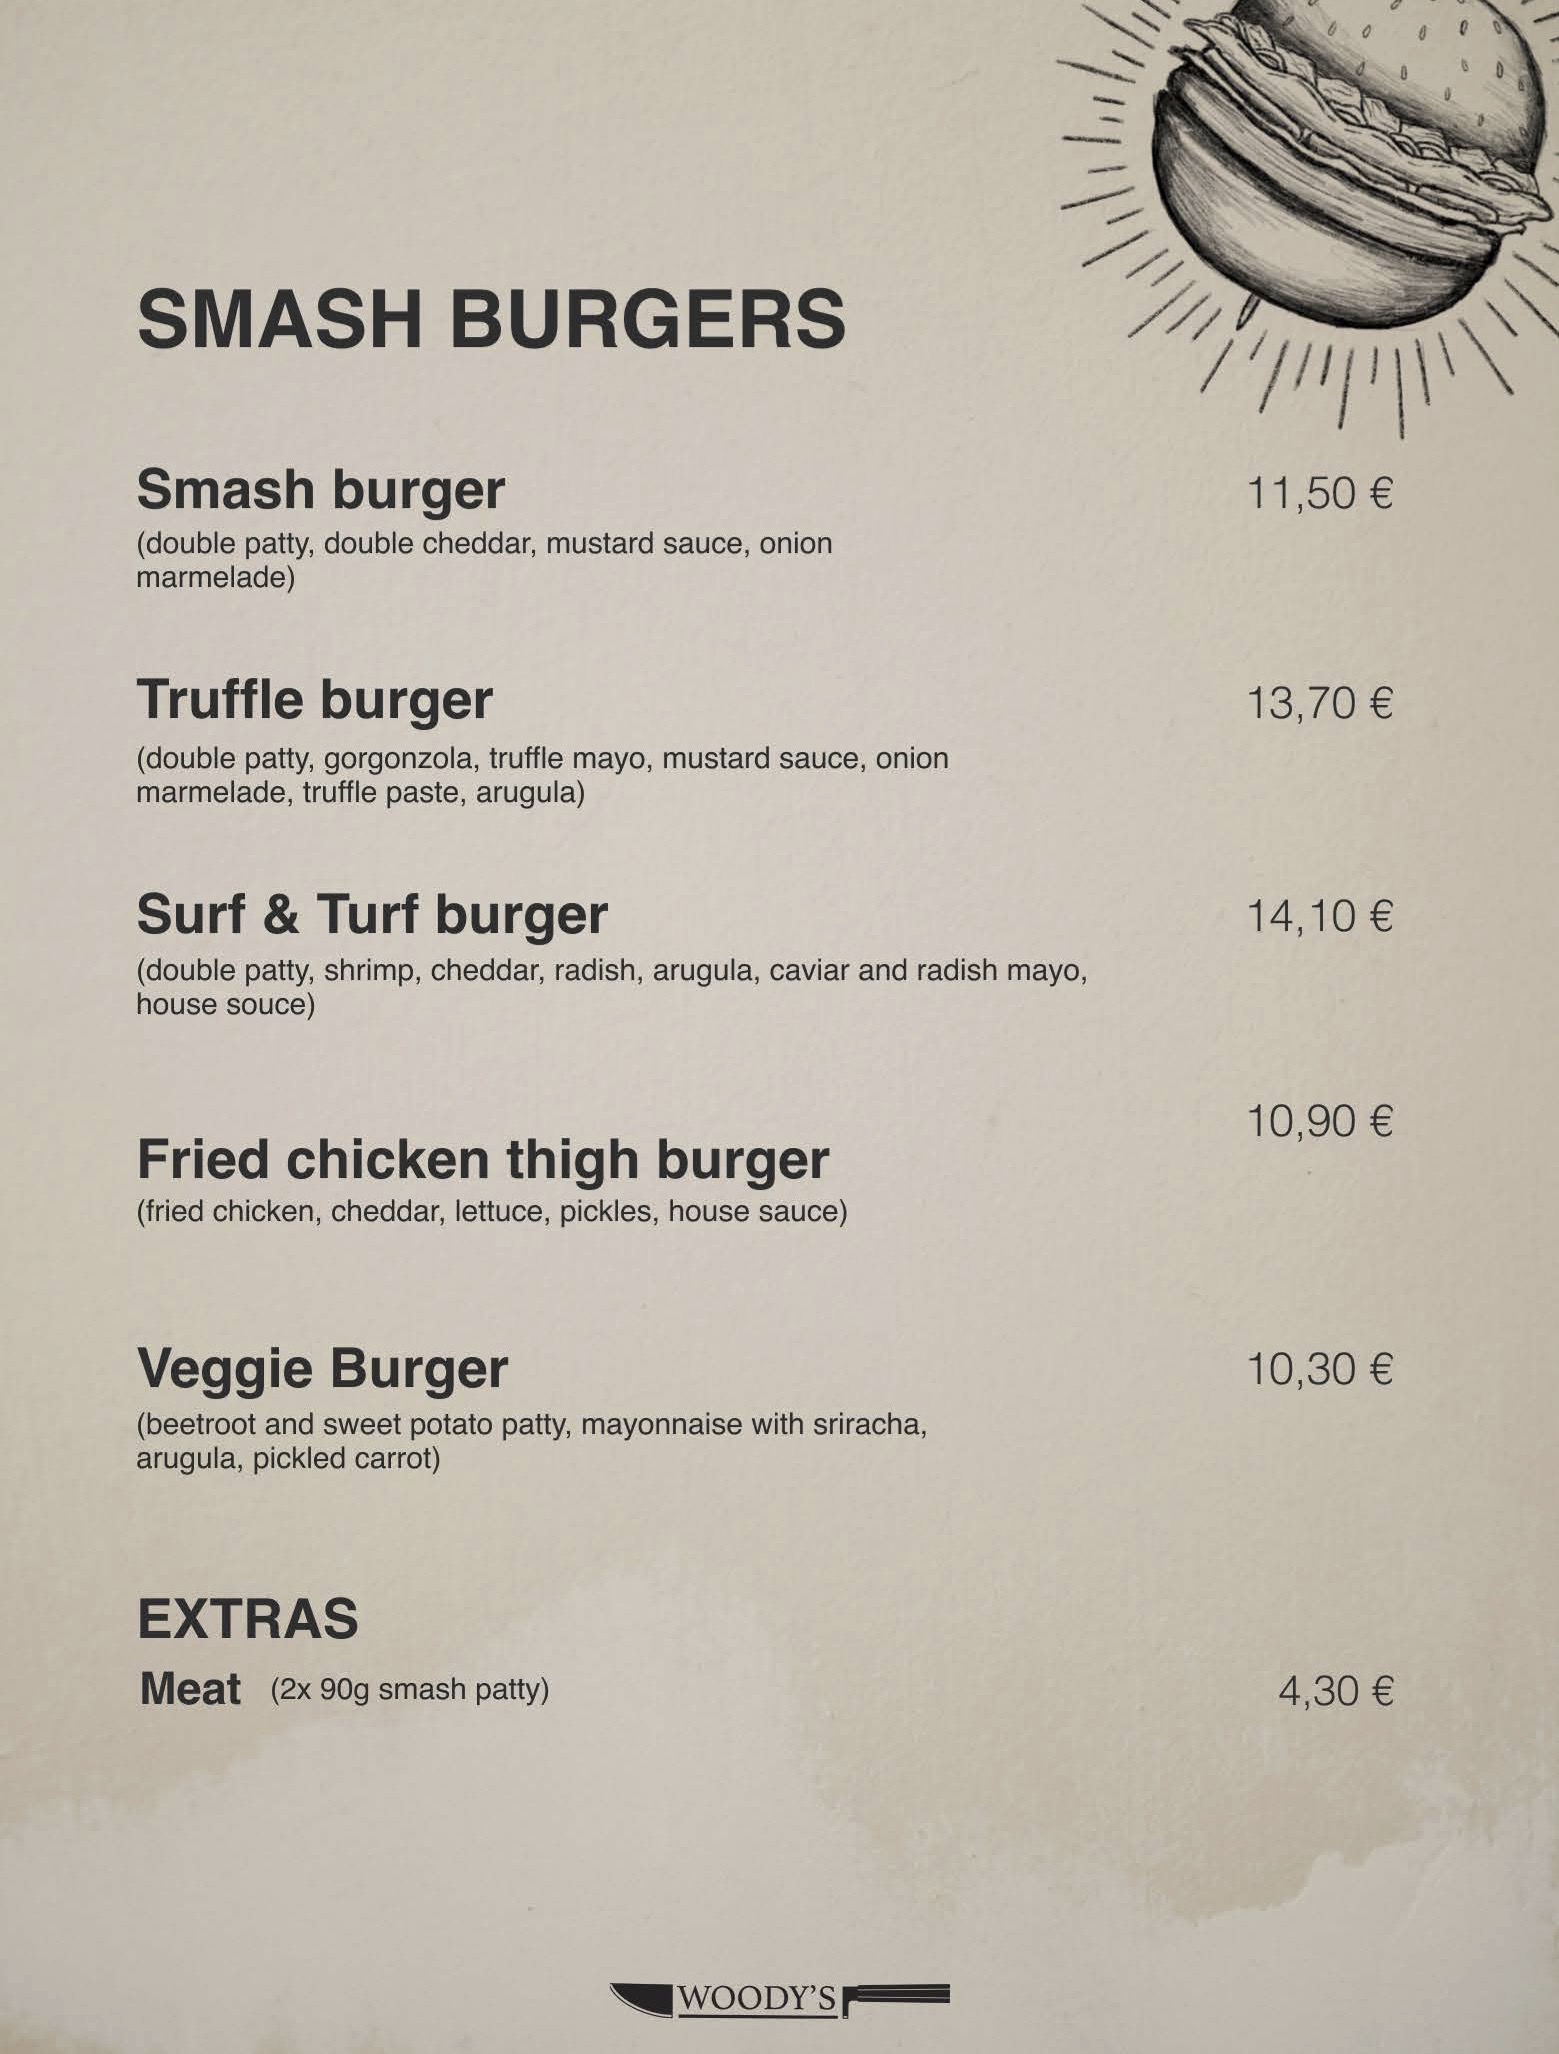 SMASH BURGERS
Smash burger 11,50 €
(double patty, double cheddar, mustard sauce, onion
marmelade)
Truffle burger 13,70 €
(double patty, gorgonzola, truffle mayo, mustard sauce, onion
marmelade, truffle paste, arugula)
Surf & Turf burger 14,10 €
(double patty, shrimp, cheddar, radish, arugula, caviar and radish mayo,
house souce)
Fried chicken thigh burger 10,90 €
(fried chicken, cheddar, lettuce, pickles, house sauce)
Veggie Burger 10,30 €
(beetroot and sweet potato patty, mayonnaise with sriracha,
arugula, pickled carrot)
EXTRAS
Meat (2x 90g smash patty) 4,30 €
WOODY'S